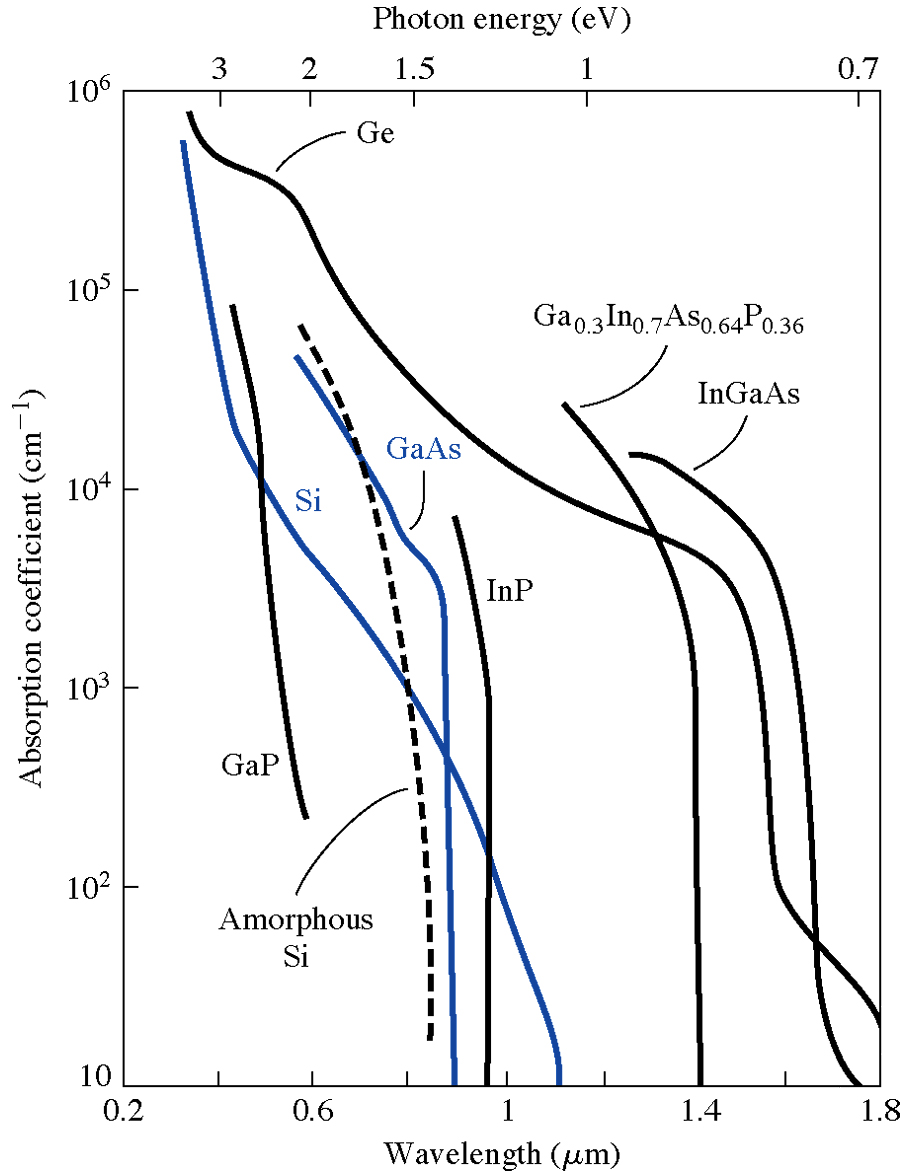 Photon energy (eV)
3 2 1.5 1 0.7
10⁶
Ge
10⁵
Ga₀.₃In₀.₇As₀.₆₄P₀.₃₆
InGaAs
GaAs
10⁴
Si
InP
10³
GaP
10²
Amorphous
Si
10
0.2 0.6 1 1.4 1.8
Wavelength (μm)
Absorption coefficient (cm⁻¹)